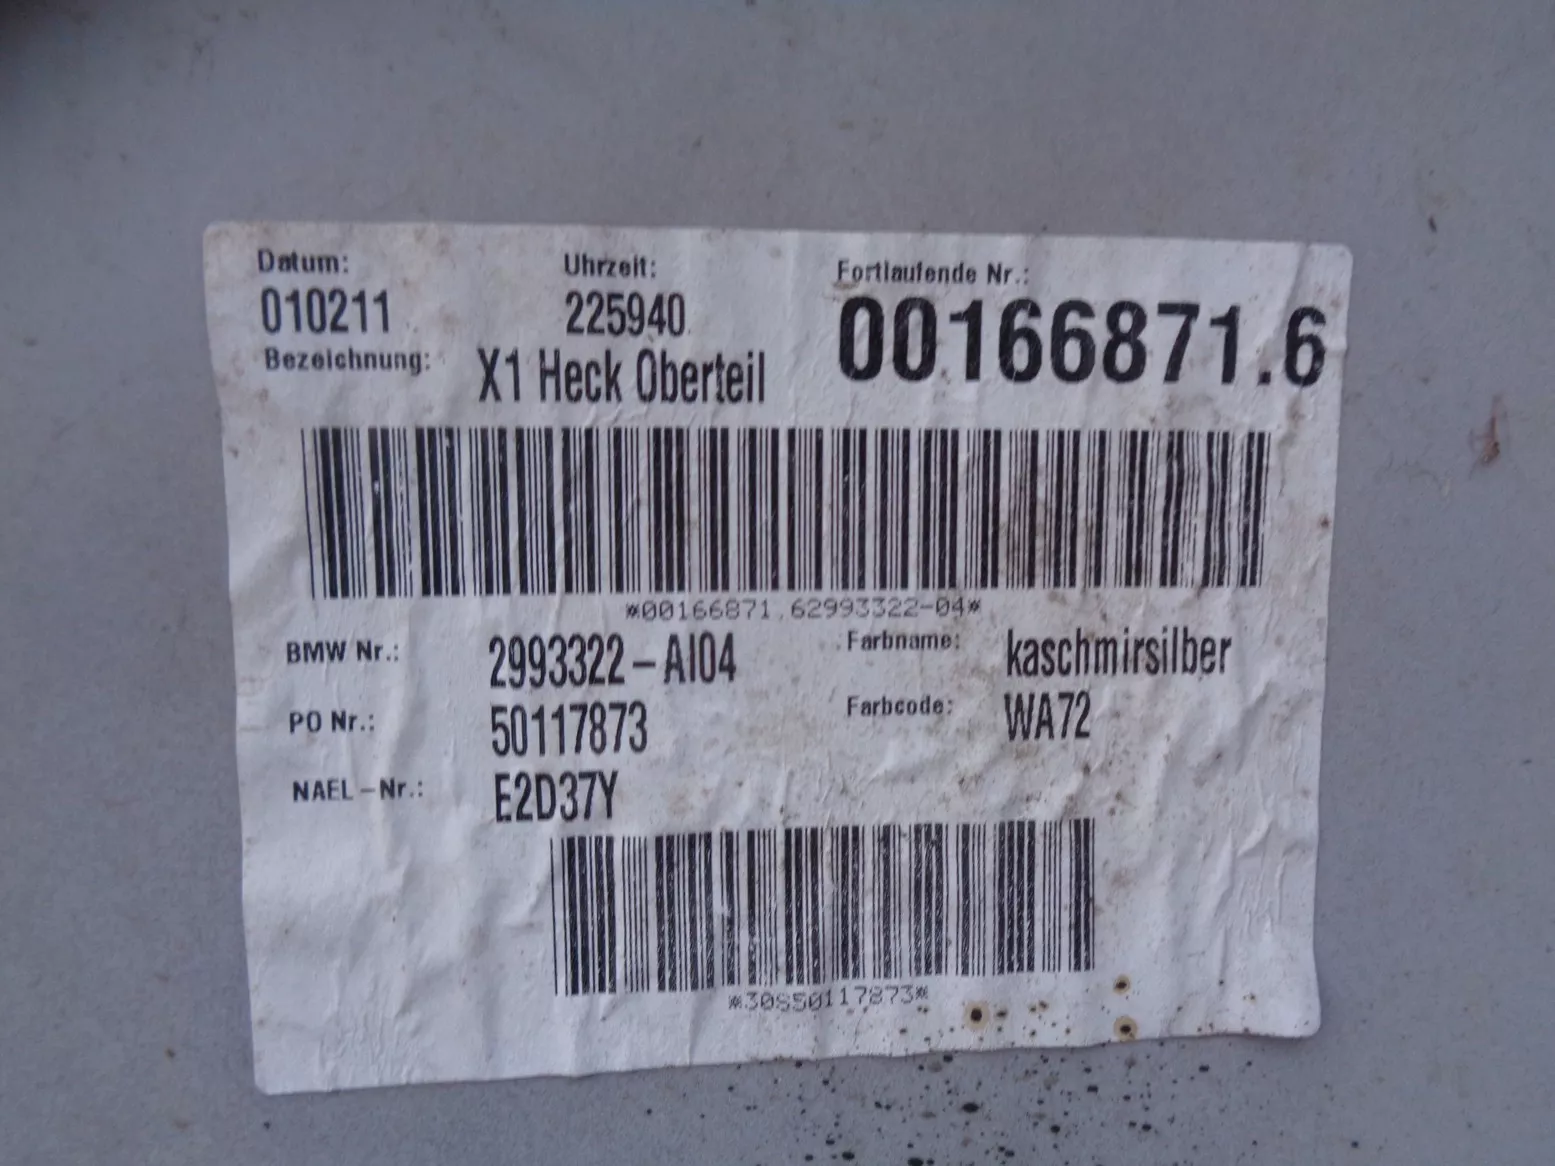 Datum: Uhrzeit: Fortlaufende Nr.:
010211 225940 00166871.6
Bezeichnung: X1 Heck Oberteil
*00166871.62993322-04*
BMW Nr.: 2993322-AI04 Farbname: kaschmirsilber
PO Nr.: 50117873 Farbcode: WA72
NAEL-Nr.: E2D37Y
*30S50117873*